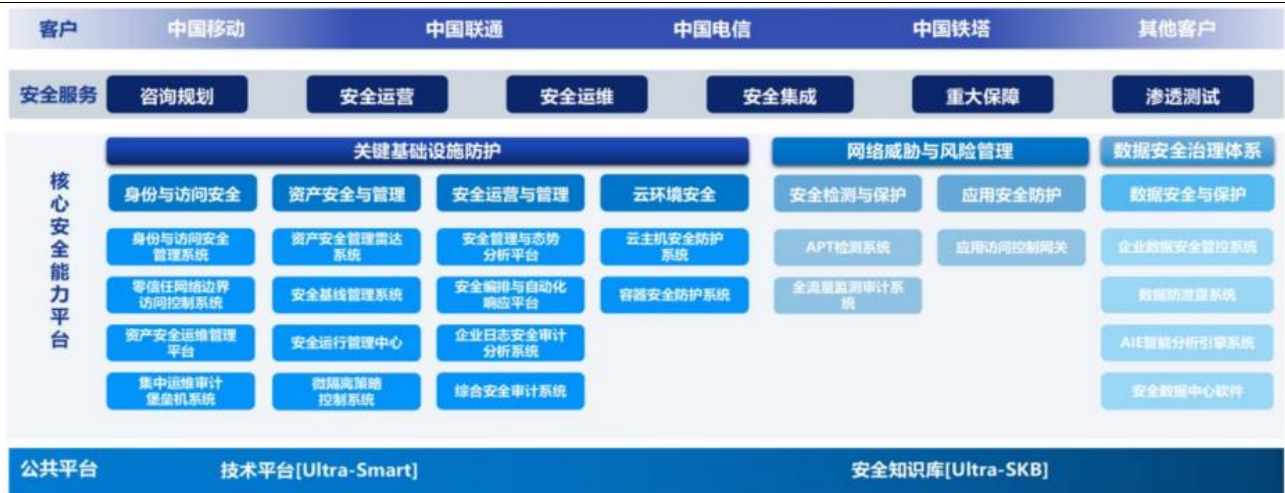 客户 中国移动 中国联通 中国电信 中国铁塔 其他客户
安全服务 咨询规划 安全运营 安全运维 安全集成 重大保障 渗透测试
核心安全能力平台
关键基础设施防护 网络威胁与风险管理 数据安全治理体系
身份与访问安全 资产安全与管理 安全运营与管理 云环境安全 安全检测与保护 应用安全防护 数据安全与保护
身份与访问安全
管理系统
资产安全管理雷达
系统
安全管理与态势
分析平台
云主机安全防护
系统
APT检测系统
应用访问控制网关
企业数据安全管控系统
零信任网络边界
访问控制系统
安全基线管理系统
安全编排与自动化
响应平台
容器安全防护系统
全流量监测审计系
统
数据防泄露系统
资产安全运维管理
平台
安全运行管理中心
企业日志安全审计
分析系统
AIE智能分析引擎系统
集中运维审计
堡垒机系统
微隔离策略
控制系统
综合安全审计系统
安全数据中心软件
公共平台 技术平台[Ultra-Smart] 安全知识库[Ultra-SKB]